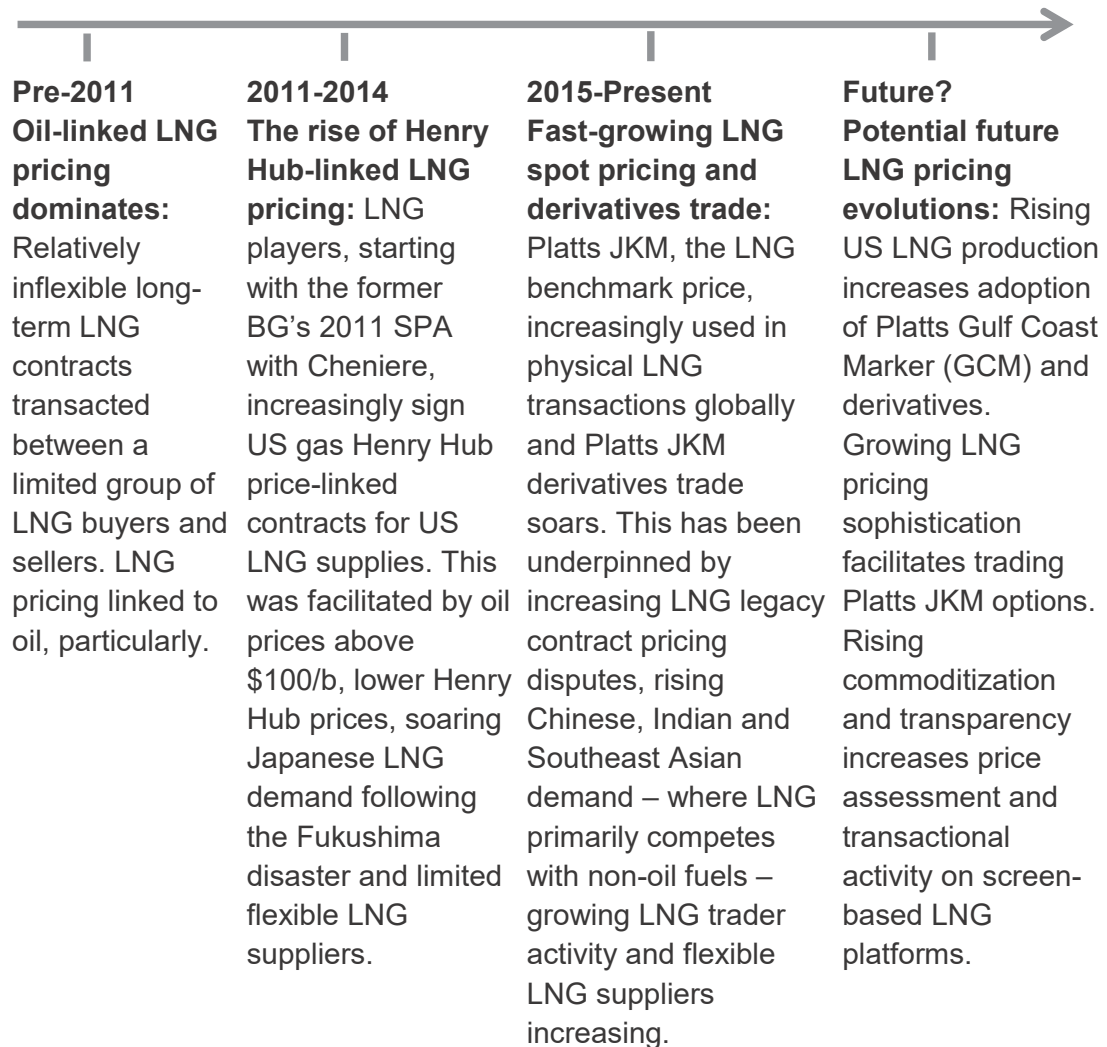 Pre-2011
Oil-linked LNG
pricing
dominates:
Relatively
inflexible long-
term LNG
contracts
transacted
between a
limited group of
LNG buyers and
sellers. LNG
pricing linked to
oil, particularly.
2011-2014
The rise of Henry
Hub-linked LNG
pricing: LNG
players, starting
with the former
BG's 2011 SPA
with Cheniere,
increasingly sign
US gas Henry Hub
price-linked
contracts for US
LNG supplies. This
was facilitated by oil
prices above
$100/b, lower Henry
Hub prices, soaring
Japanese LNG
demand following
the Fukushima
disaster and limited
flexible LNG
suppliers.
2015-Present
Fast-growing LNG
spot pricing and
derivatives trade:
Platts JKM, the LNG
benchmark price,
increasingly used in
physical LNG
transactions globally
and Platts JKM
derivatives trade
soars. This has been
underpinned by
increasing LNG legacy
contract pricing
disputes, rising
Chinese, Indian and
Southeast Asian
demand – where LNG
primarily competes
with non-oil fuels –
growing LNG trader
activity and flexible
LNG suppliers
increasing.
Future?
Potential future
LNG pricing
evolutions: Rising
US LNG production
increases adoption
of Platts Gulf Coast
Marker (GCM) and
derivatives.
Growing LNG
pricing
sophistication
facilitates trading
Platts JKM options.
Rising
commoditization
and transparency
increases price
assessment and
transactional
activity on screen-
based LNG
platforms.